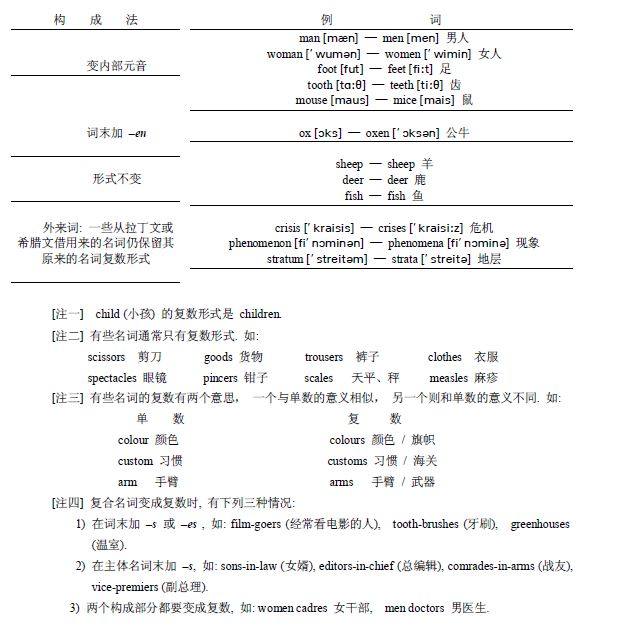 构 成 法 例 词
man [mæn] — men [men] 男人
woman [ˈwumən] — women [ˈwimin] 女人
变内部元音
foot [fut] — feet [fi:t] 足
tooth [tɑ:θ] — teeth [ti:θ] 齿
mouse [maus] — mice [mais] 鼠
词末加 –en ox [ɔks] — oxen [ˈɔksən] 公牛
sheep — sheep 羊
形式不变 deer — deer 鹿
fish — fish 鱼
外来词: 一些从拉丁文或 crisis [ˈkraisis] — crises [ˈkraisi:z] 危机
希腊文借用来的名词仍保留其 phenomenon [fiˈnɔminən] — phenomena [fiˈnɔminə] 现象
原来的名词复数形式 stratum [ˈstreitəm] — strata [ˈstreitə] 地层
[注一] child (小孩) 的复数形式是 children.
[注二] 有些名词通常只有复数形式. 如:
scissors 剪刀 goods 货物 trousers 裤子 clothes 衣服
spectacles 眼镜 pincers 钳子 scales 天平、秤 measles 麻疹
[注三] 有些名词的复数有两个意思, 一个与单数的意义相似, 另一个则和单数的意义不同. 如:
单 数 复 数
colour 颜色 colours 颜色 / 旗帜
custom 习惯 customs 习惯 / 海关
arm 手臂 arms 手臂 / 武器
[注四] 复合名词变成复数时, 有下列三种情况:
1) 在词末加 –s 或 –es , 如: film-goers (经常看电影的人), tooth-brushes (牙刷), greenhouses
(温室).
2) 在主体名词末加 –s, 如: sons-in-law (女婿), editors-in-chief (总编辑), comrades-in-arms (战友),
vice-premiers (副总理).
3) 两个构成部分都要变成复数, 如: women cadres 女干部, men doctors 男医生.